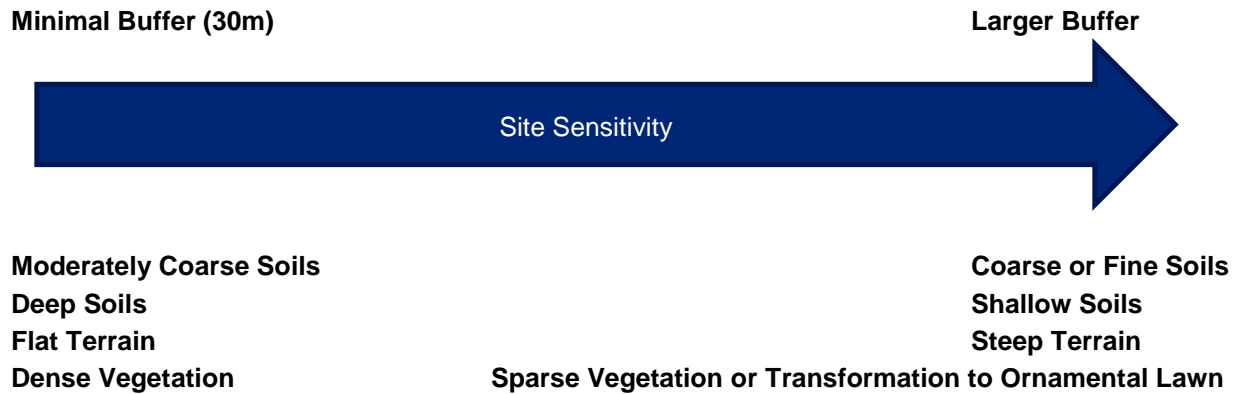 Minimal Buffer (30m) Larger Buffer
Site Sensitivity
Moderately Coarse Soils Coarse or Fine Soils
Deep Soils Shallow Soils
Flat Terrain Steep Terrain
Dense Vegetation Sparse Vegetation or Transformation to Ornamental Lawn